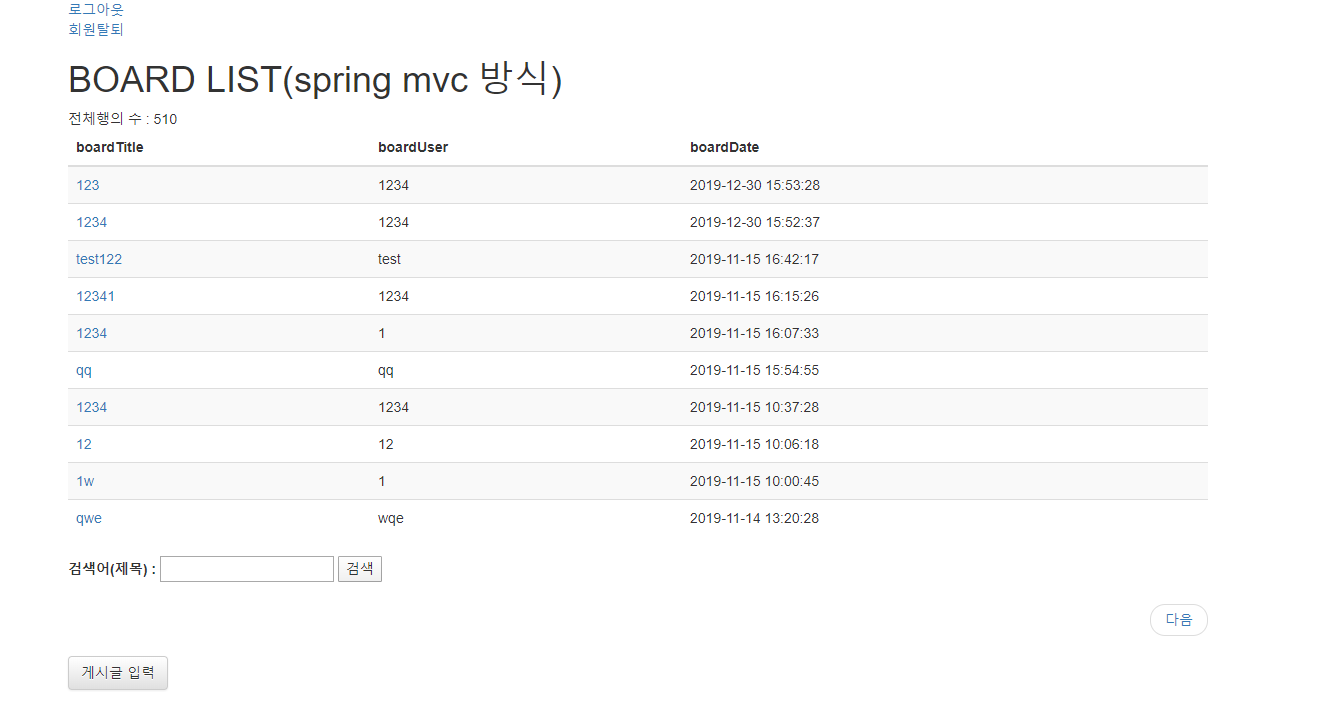 로그아웃
회원탈퇴
BOARD LIST(spring mvc 방식)
전체행의 수 : 510
boardTitle boardUser boardDate
123 1234 2019-12-30 15:53:28
1234 1234 2019-12-30 15:52:37
test122 test 2019-11-15 16:42:17
12341 1234 2019-11-15 16:15:26
1234 1 2019-11-15 16:07:33
qq qq 2019-11-15 15:54:55
1234 1234 2019-11-15 10:37:28
12 12 2019-11-15 10:06:18
1w 1 2019-11-15 10:00:45
qwe wqe 2019-11-14 13:20:28
검색어(제목) : 검색
다음
게시글 입력